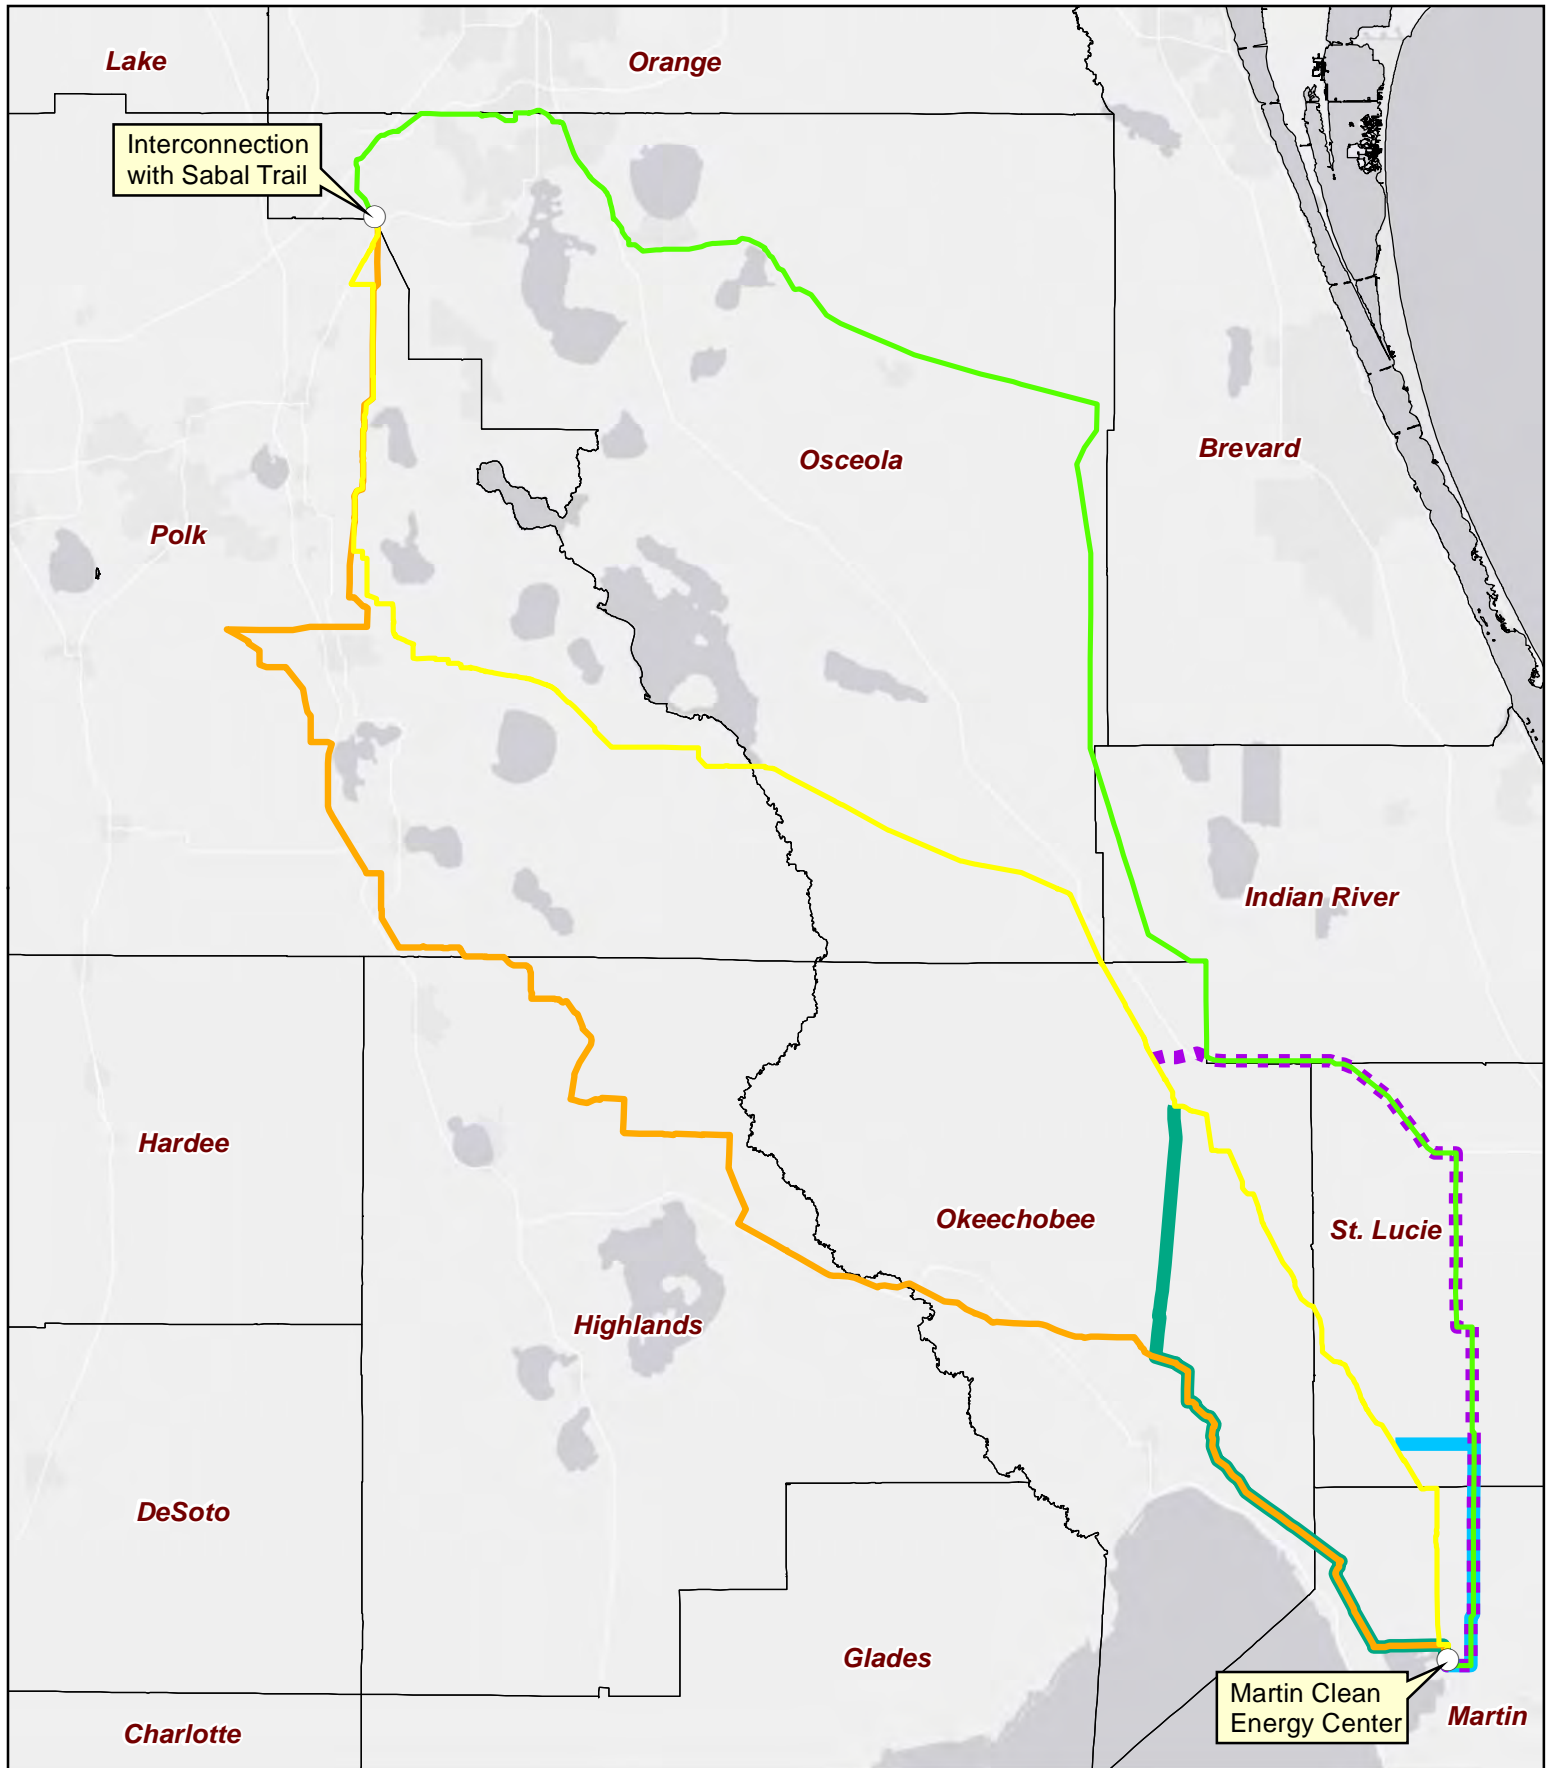 Lake
Orange
Interconnection
with Sabal Trail
Osceola
Brevard
Polk
Indian River
Hardee
Okeechobee
St. Lucie
Highlands
DeSoto
Glades
Martin Clean
Energy Center
Martin
Charlotte